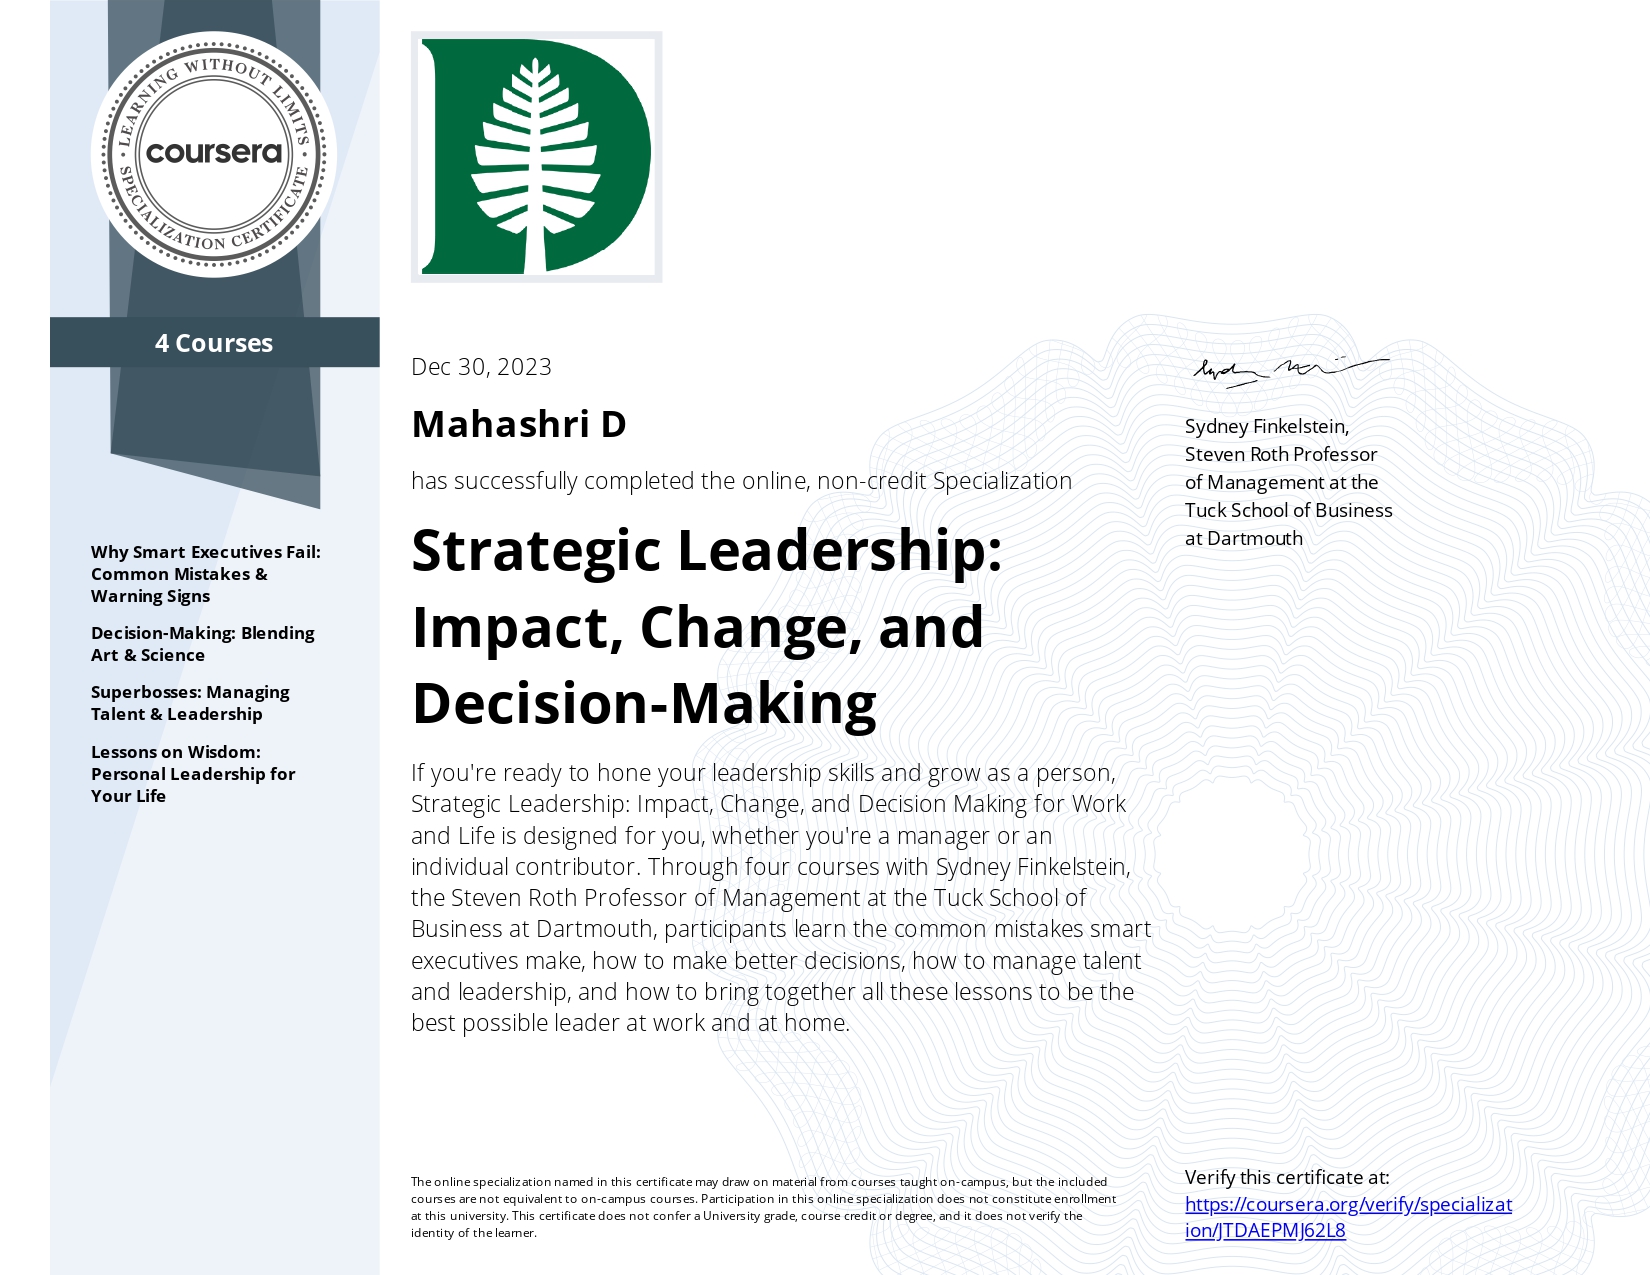 LEARNING WITHOUT LIMITS
coursera
SPECIALIZATION CERTIFICATE
4 Courses
Why Smart Executives Fail:
Common Mistakes &
Warning Signs
Decision-Making: Blending
Art & Science
Superbosses: Managing
Talent & Leadership
Lessons on Wisdom:
Personal Leadership for
Your Life
Dec 30, 2023
Mahashri D
has successfully completed the online, non-credit Specialization
Strategic Leadership:
Impact, Change, and
Decision-Making
If you're ready to hone your leadership skills and grow as a person,
Strategic Leadership: Impact, Change, and Decision Making for Work
and Life is designed for you, whether you're a manager or an
individual contributor. Through four courses with Sydney Finkelstein,
the Steven Roth Professor of Management at the Tuck School of
Business at Dartmouth, participants learn the common mistakes smart
executives make, how to make better decisions, how to manage talent
and leadership, and how to bring together all these lessons to be the
best possible leader at work and at home.
Sydney Finkelstein,
Steven Roth Professor
of Management at the
Tuck School of Business
at Dartmouth
The online specialization named in this certificate may draw on material from courses taught on-campus, but the included
courses are not equivalent to on-campus courses. Participation in this online specialization does not constitute enrollment
at this university. This certificate does not confer a University grade, course credit or degree, and it does not verify the
identity of the learner.
Verify this certificate at:
https://coursera.org/verify/specializat
ion/JTDAEPMJ62L8